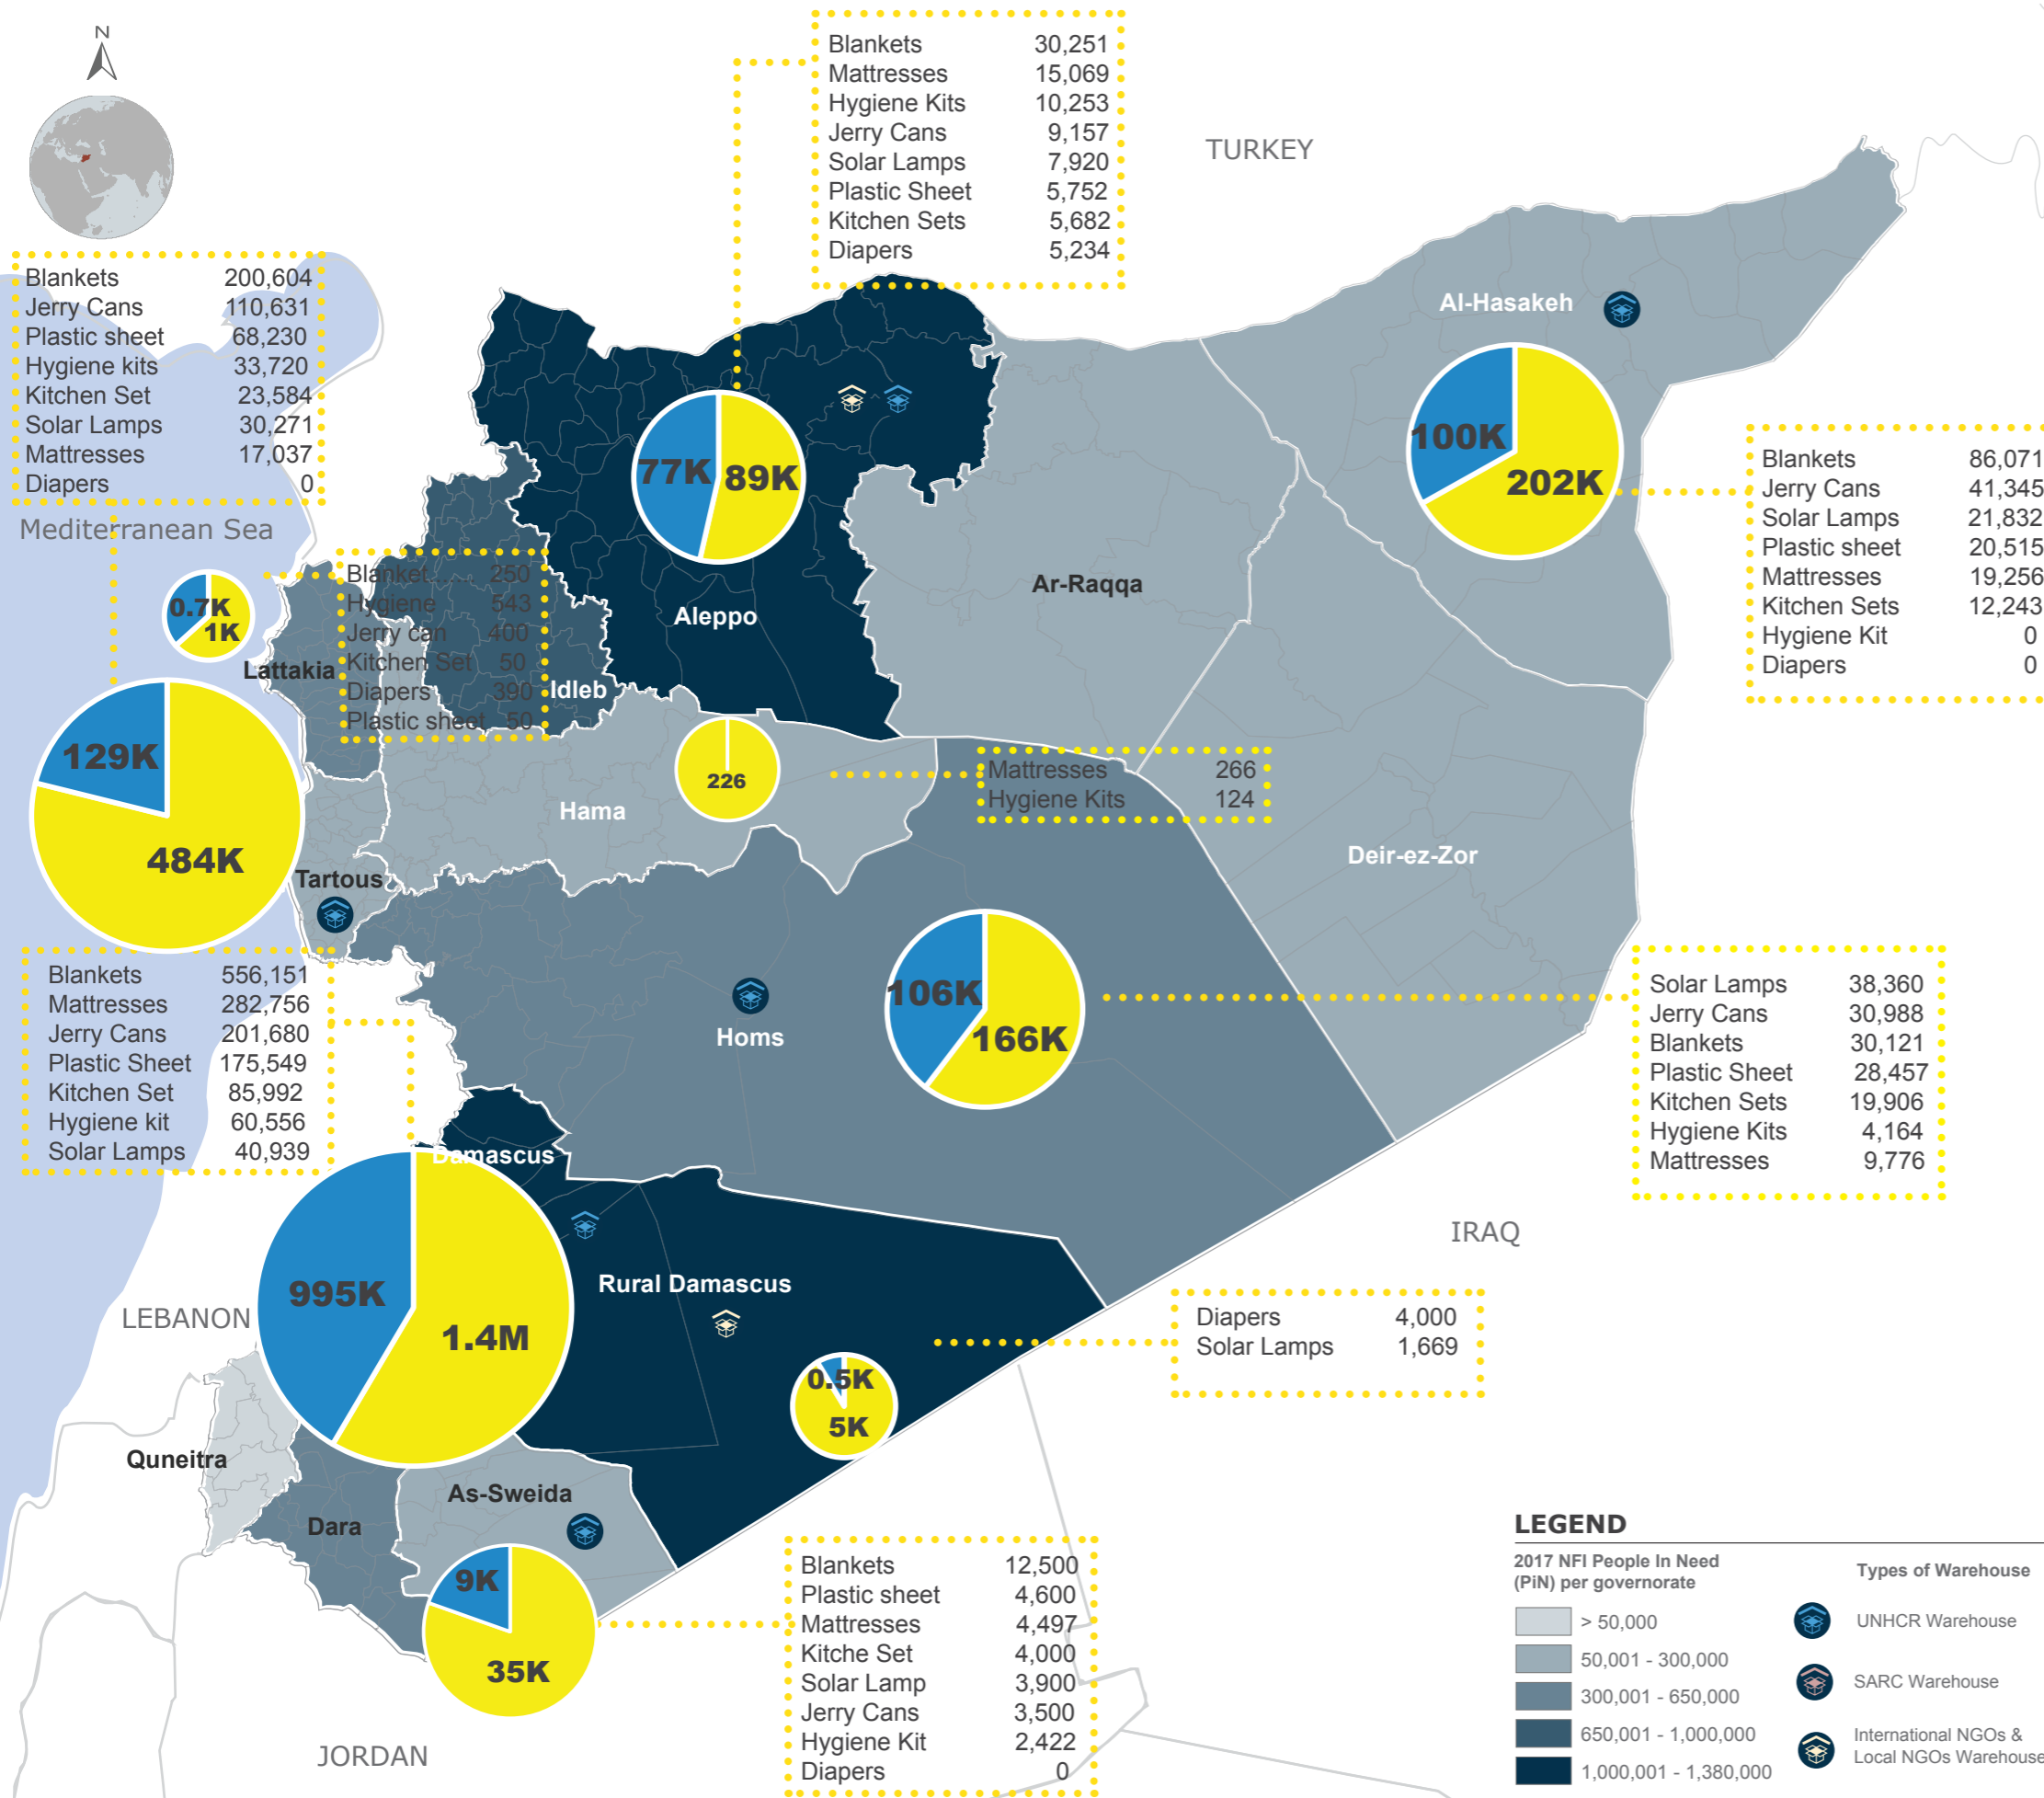 N
Blankets 30,251
Mattresses 15,069
Hygiene Kits 10,253
Jerry Cans 9,157
Solar Lamps 7,920
Plastic Sheet 5,752
Kitchen Sets 5,682
Diapers 5,234
TURKEY
Blankets 200,604
Jerry Cans 110,631
Plastic sheet 68,230
Hygiene kits 33,720
Kitchen Set 23,584
Solar Lamps 30,271
Mattresses 17,037
Diapers 0
Mediterranean Sea
Al-Hasakeh
100K
202K
77K
89K
Blankets 86,071
Jerry Cans 41,345
Solar Lamps 21,832
Plastic sheet 20,515
Mattresses 19,256
Kitchen Sets 12,243
Hygiene Kit 0
Diapers 0
Ar-Raqqa
Aleppo
0.7K
1K
Lattakia
Blanket..... 250
Hygiene 543
Jerry can 400
Kitchen Set 50
Diapers 390
Plastic sheet 50
Idleb
129K
484K
226
Mattresses 266
Hygiene Kits 124
Hama
Deir-ez-Zor
Tartous
Blankets 556,151
Mattresses 282,756
Jerry Cans 201,680
Plastic Sheet 175,549
Kitchen Set 85,992
Hygiene kit 60,556
Solar Lamps 40,939
Homs
106K
166K
Solar Lamps 38,360
Jerry Cans 30,988
Blankets 30,121
Plastic Sheet 28,457
Kitchen Sets 19,906
Hygiene Kits 4,164
Mattresses 9,776
Damascus
IRAQ
995K
1.4M
Rural Damascus
LEBANON
Diapers 4,000
Solar Lamps 1,669
0.5K
5K
Quneitra
As-Sweida
Dara
9K
35K
Blankets 12,500
Plastic sheet 4,600
Mattresses 4,497
Kitche Set 4,000
Solar Lamp 3,900
Jerry Cans 3,500
Hygiene Kit 2,422
Diapers 0
JORDAN
LEGEND
2017 NFI People In Need
(PiN) per governorate
> 50,000
50,001 - 300,000
300,001 - 650,000
650,001 - 1,000,000
1,000,001 - 1,380,000
Types of Warehouse
UNHCR Warehouse
SARC Warehouse
International NGOs &
Local NGOs Warehouse